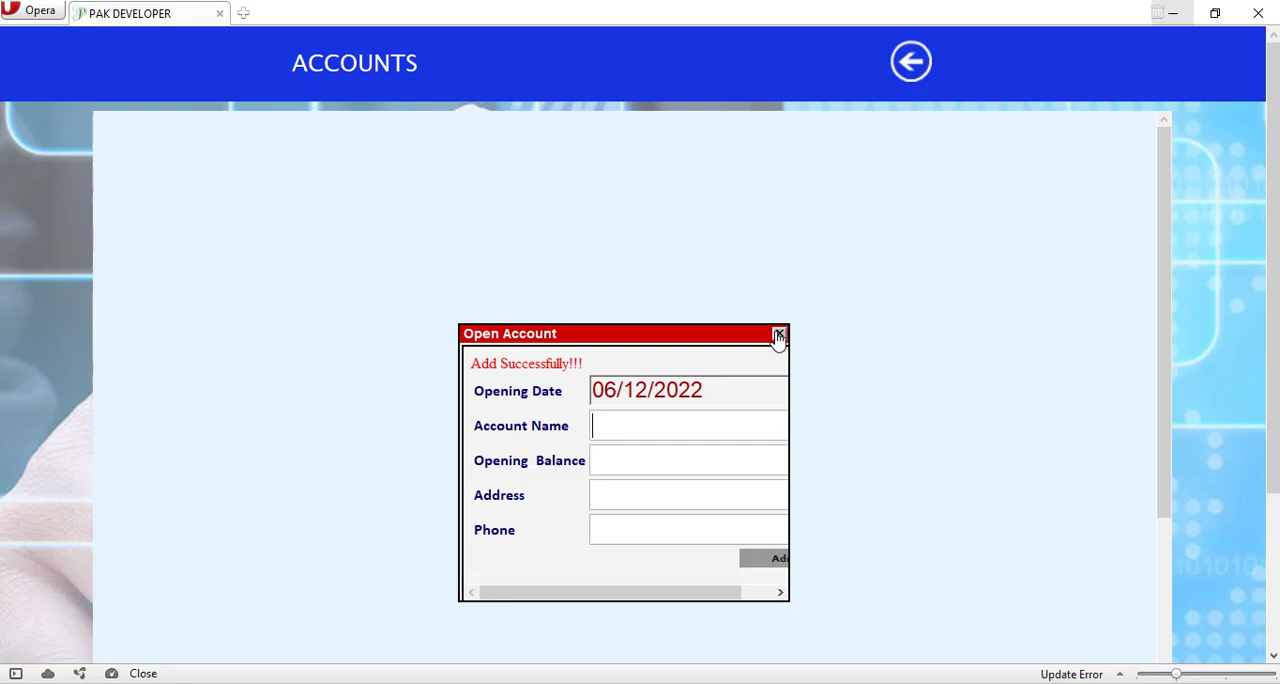 Opera
PAK DEVELOPER
ACCOUNTS
Open Account
Add Successfully!!!
Opening Date
06/12/2022
Account Name
Opening Balance
Address
Phone
Close
Update Error